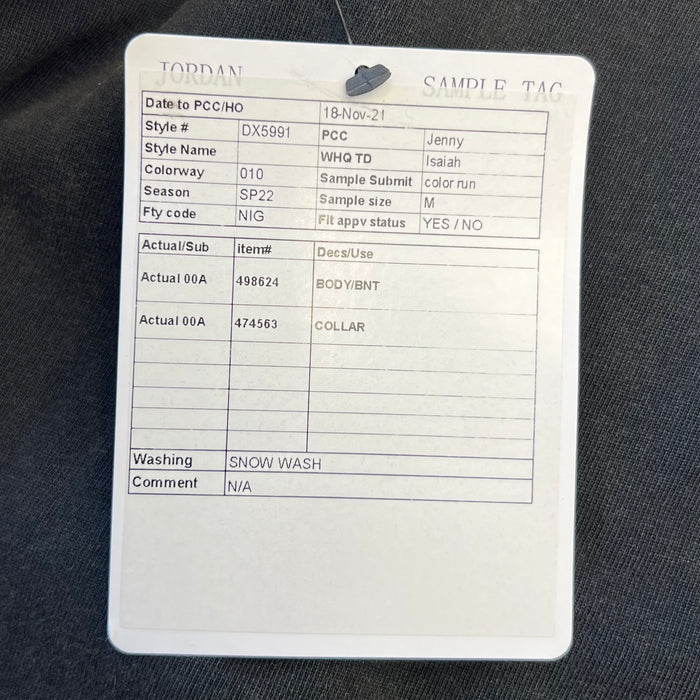 JORDAN SAMPLE TAG
Date to PCC/HO 18-Nov-21
Style # DX5991 PCC Jenny
Style Name WHQ TD Isaiah
Colorway 010 Sample Submit color run
Season SP22 Sample size M
Fty code NIG Fit appv status YES / NO
Actual/Sub item# Decs/Use
Actual 00A 498624 BODY/BNT
Actual 00A 474563 COLLAR
Washing SNOW WASH
Comment N/A